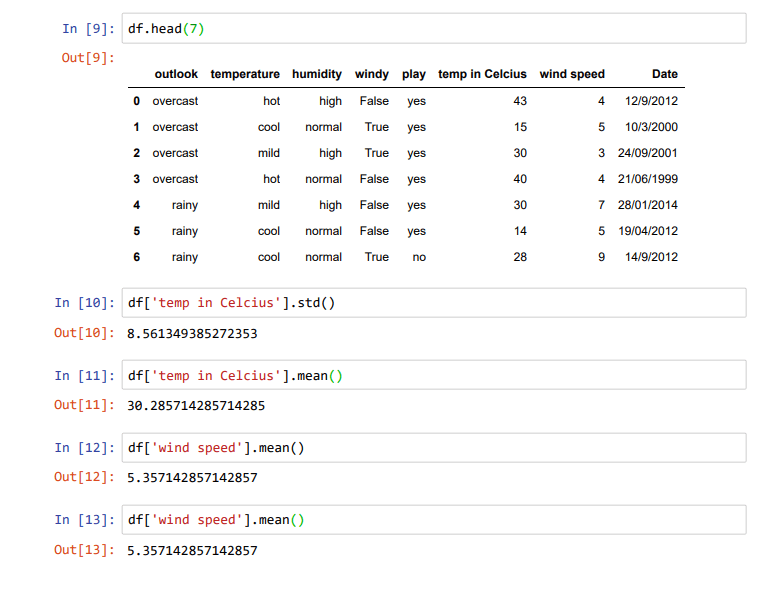 In [9]: df.head(7)
Out[9]:
outlook temperature humidity windy play temp in Celcius wind speed Date
0 overcast hot high False yes 43 4 12/9/2012
1 overcast cool normal True yes 15 5 10/3/2000
2 overcast mild high True yes 30 3 24/09/2001
3 overcast hot normal False yes 40 4 21/06/1999
4 rainy mild high False yes 30 7 28/01/2014
5 rainy cool normal False yes 14 5 19/04/2012
6 rainy cool normal True no 28 9 14/9/2012
In [10]: df['temp in Celcius'].std()
Out[10]: 8.561349385272353
In [11]: df['temp in Celcius'].mean()
Out[11]: 30.285714285714285
In [12]: df['wind speed'].mean()
Out[12]: 5.357142857142857
In [13]: df['wind speed'].mean()
Out[13]: 5.357142857142857